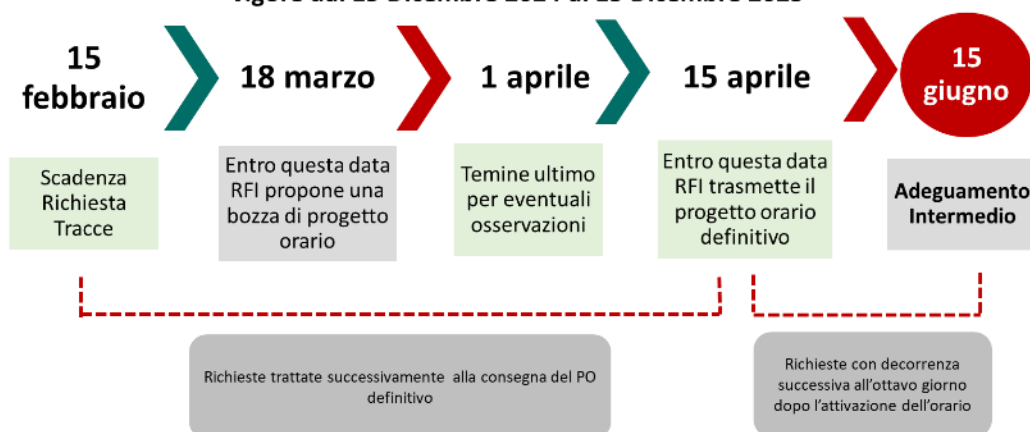 15
febbraio
18 marzo
1 aprile
15 aprile
15
giugno
Scadenza
Richiesta
Tracce
Entro questa data
RFI propone una
bozza di progetto
orario
Temine ultimo
per eventuali
osservazioni
Entro questa data
RFI trasmette il
progetto orario
definitivo
Adeguamento
Intermedio
Richieste trattate successivamente alla consegna del PO
definitivo
Richieste con decorrenza
successiva all'ottavo giorno
dopo l'attivazione dell'orario